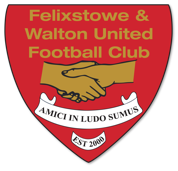 Felixstowe &
Walton United
Football Club
AMICI IN LUDO SUMUS
EST 2000